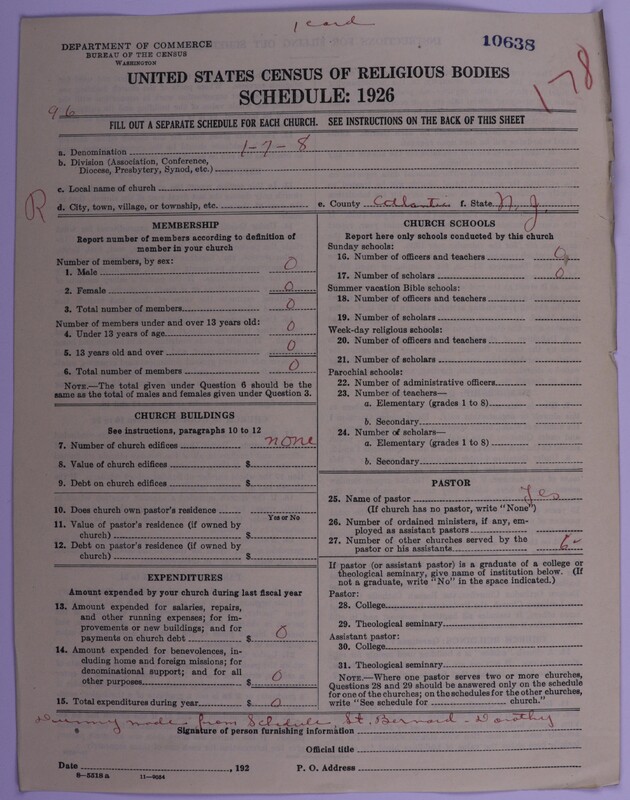 1 card
10638
178
DEPARTMENT OF COMMERCE
BUREAU OF THE CENSUS
WASHINGTON
UNITED STATES CENSUS OF RELIGIOUS BODIES
SCHEDULE: 1926
96
FILL OUT A SEPARATE SCHEDULE FOR EACH CHURCH. SEE INSTRUCTIONS ON THE BACK OF THIS SHEET
a. Denomination 1-7-8
b. Division (Association, Conference,
Diocese, Presbytery, Synod, etc.)
c. Local name of church
R
d. City, town, village, or township, etc. e. County Atlantic f. State N. J.
MEMBERSHIP
Report number of members according to definition of
member in your church
Number of members, by sex:
1. Male 0
2. Female 0
3. Total number of members 0
Number of members under and over 13 years old:
4. Under 13 years of age 0
5. 13 years old and over 0
6. Total number of members 0
NOTE.—The total given under Question 6 should be the
same as the total of males and females given under Question 3.
CHURCH BUILDINGS
See instructions, paragraphs 10 to 12
7. Number of church edifices none
8. Value of church edifices $
9. Debt on church edifices $
10. Does church own pastor's residence
Yes or No
11. Value of pastor's residence (if owned by
church) $
12. Debt on pastor's residence (if owned by
church) $
EXPENDITURES
Amount expended by your church during last fiscal year
13. Amount expended for salaries, repairs,
and other running expenses; for im-
provements or new buildings; and for
payments on church debt $ 0
14. Amount expended for benevolences, in-
cluding home and foreign missions; for
denominational support; and for all
other purposes $ 0
15. Total expenditures during year $ 0
CHURCH SCHOOLS
Report here only schools conducted by this church
Sunday schools:
16. Number of officers and teachers 0
17. Number of scholars 0
Summer vacation Bible schools:
18. Number of officers and teachers
19. Number of scholars
Week-day religious schools:
20. Number of officers and teachers
21. Number of scholars
Parochial schools:
22. Number of administrative officers
23. Number of teachers—
a. Elementary (grades 1 to 8)
b. Secondary
24. Number of scholars—
a. Elementary (grades 1 to 8)
b. Secondary
PASTOR
25. Name of pastor Yes
(If church has no pastor, write "None")
26. Number of ordained ministers, if any, em-
ployed as assistant pastors
27. Number of other churches served by the
pastor or his assistants
If pastor (or assistant pastor) is a graduate of a college or
theological seminary, give name of institution below. (If
not a graduate, write "No" in the space indicated.)
Pastor:
28. College
29. Theological seminary
Assistant pastor:
30. College
31. Theological seminary
NOTE.—Where one pastor serves two or more churches,
Questions 28 and 29 should be answered only on the schedule
for one of the churches; on the schedules for the other churches,
write "See schedule for church."
Dummy made from Schedule, St. Bernard - Dorothy
Signature of person furnishing information
Official title
Date , 192 P. O. Address
8—5518 a 11—9034